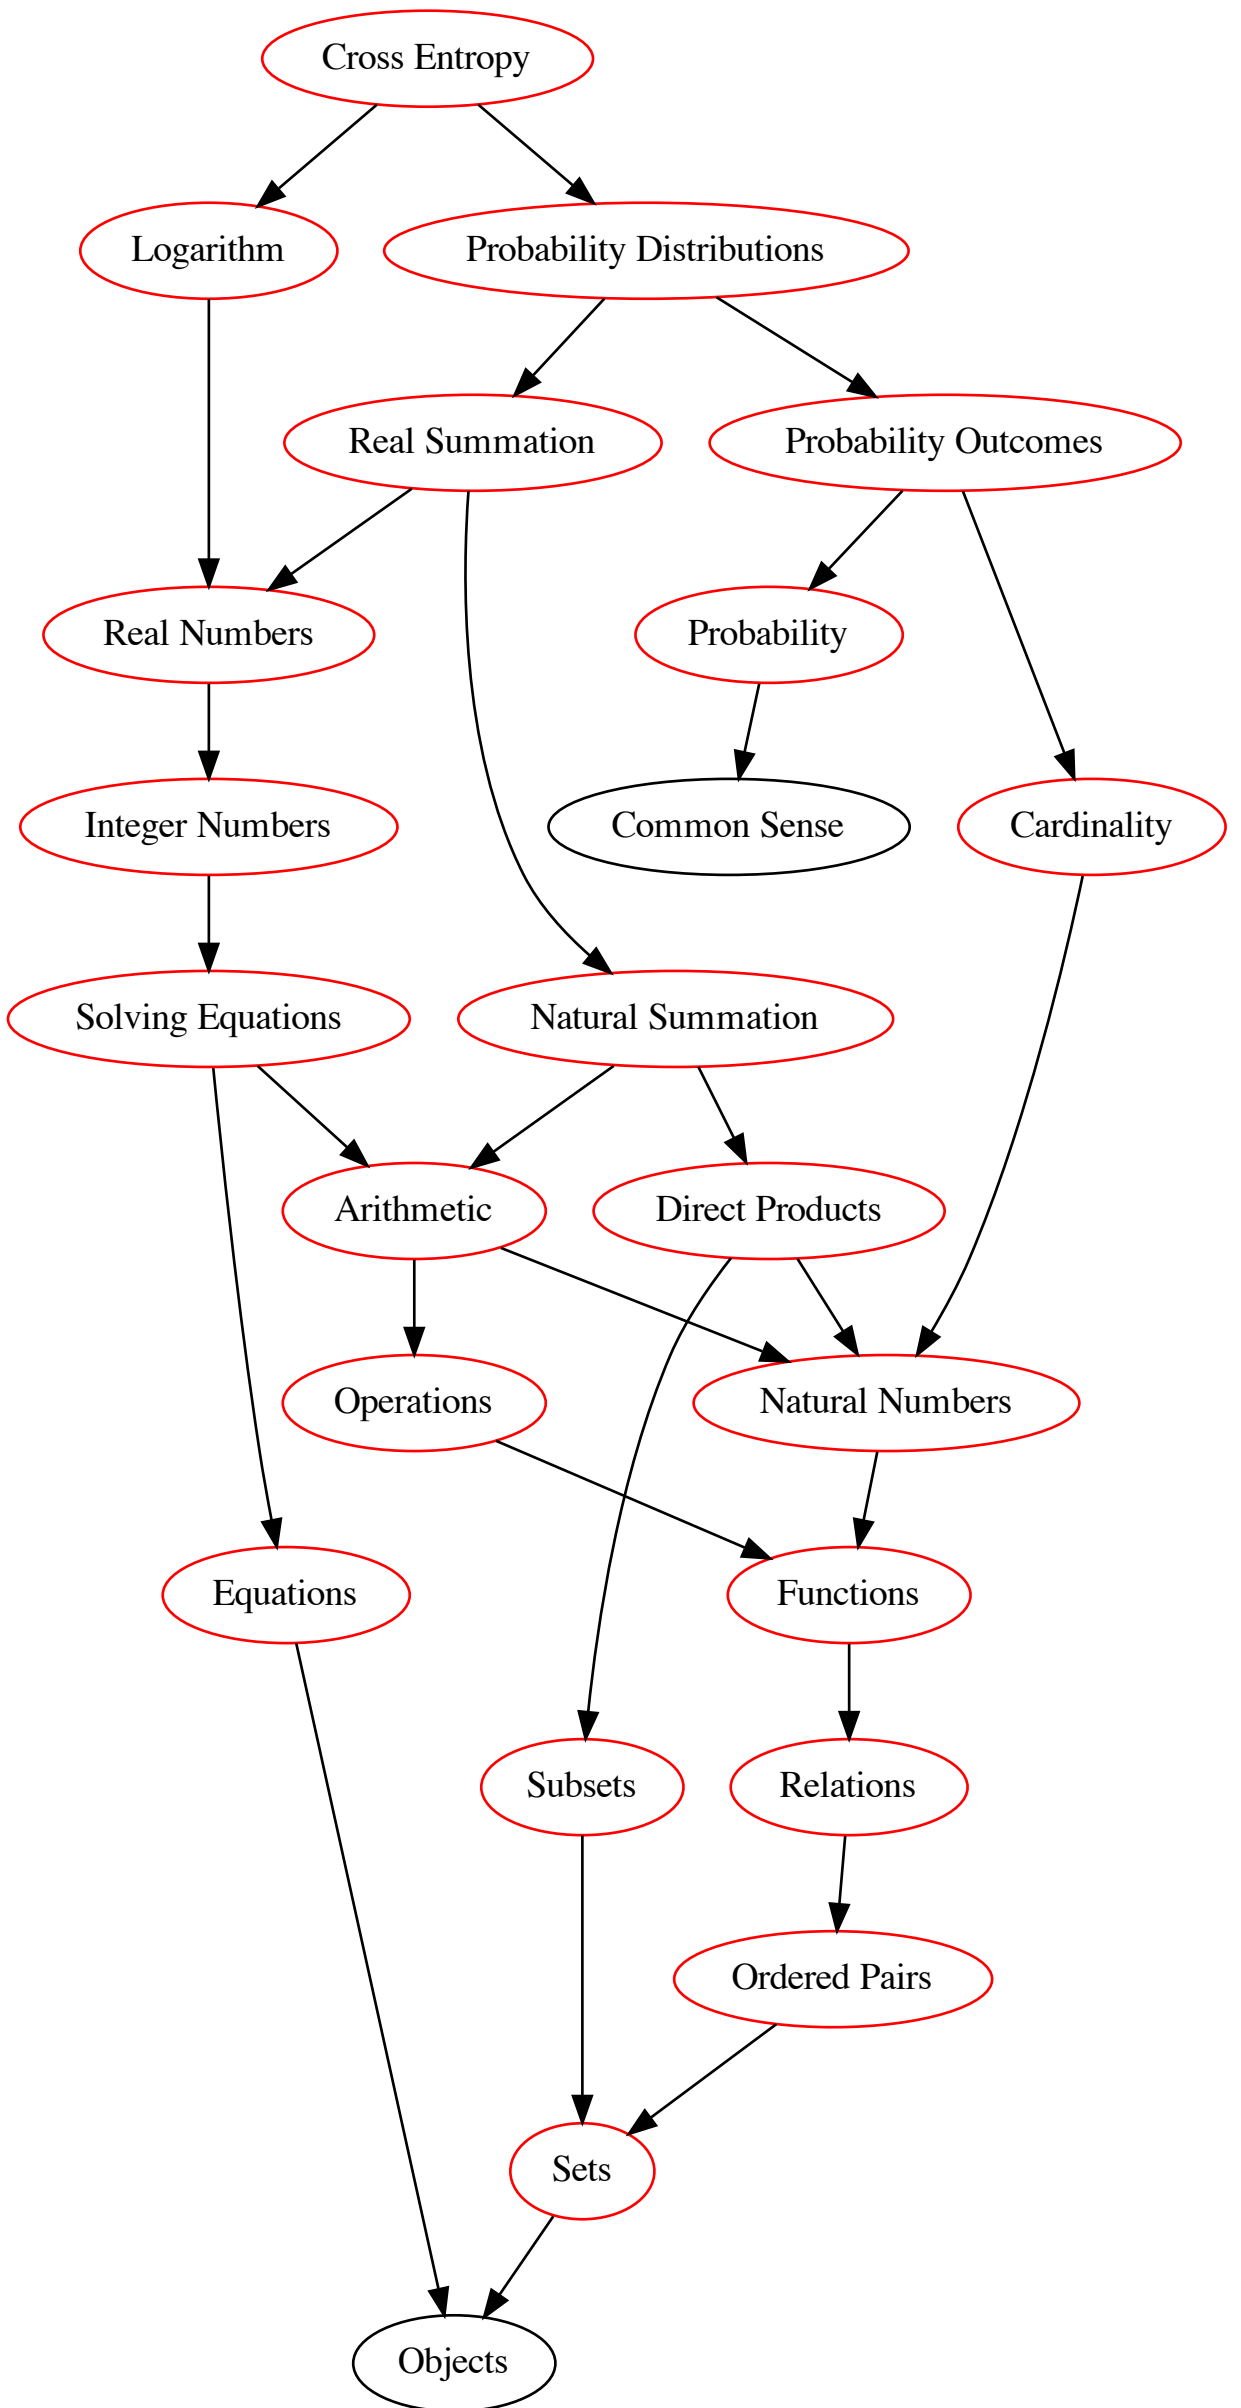 Cross Entropy
Logarithm
Probability Distributions
Real Summation
Probability Outcomes
Real Numbers
Probability
Integer Numbers
Common Sense
Cardinality
Solving Equations
Natural Summation
Arithmetic
Direct Products
Operations
Natural Numbers
Equations
Functions
Subsets
Relations
Ordered Pairs
Sets
Objects